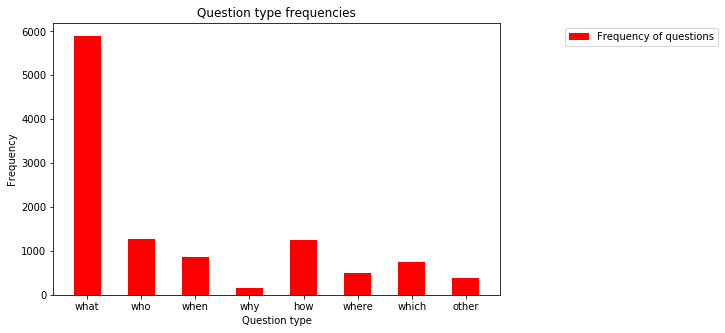 Question type frequencies
Frequency of questions
6000
5000
4000
3000
2000
1000
0
Frequency
what who when why how where which other
Question type